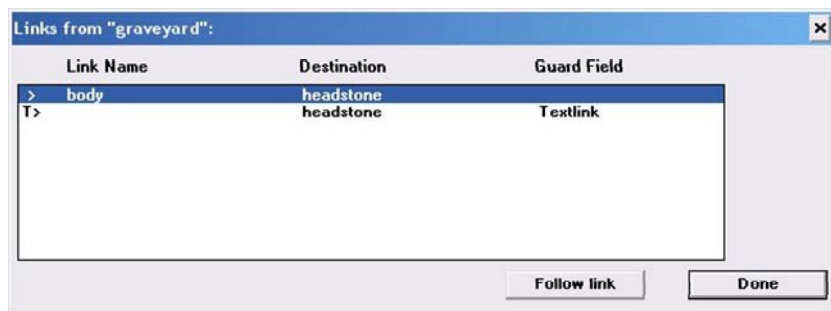 Links from "graveyard":
Link Name Destination Guard Field
> body headstone
T> headstone Textlink
Follow link Done